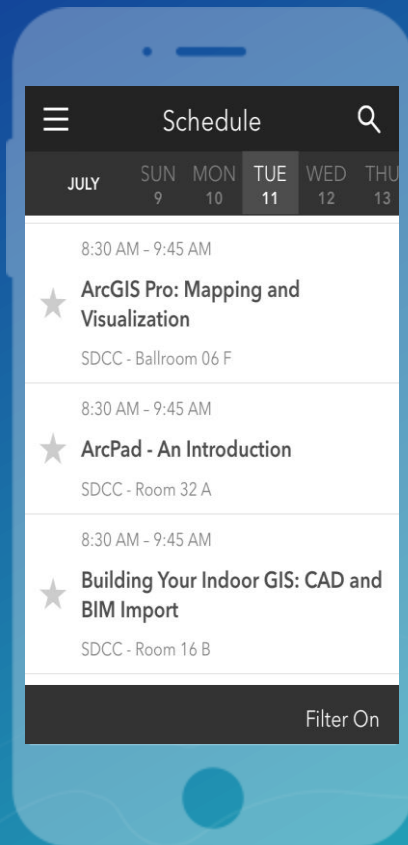 Schedule
JULY
SUN MON TUE WED THU
9 10 11 12 13
8:30 AM – 9:45 AM
ArcGIS Pro: Mapping and
Visualization
SDCC - Ballroom 06 F
8:30 AM – 9:45 AM
ArcPad - An Introduction
SDCC - Room 32 A
8:30 AM – 9:45 AM
Building Your Indoor GIS: CAD and
BIM Import
SDCC - Room 16 B
Filter On